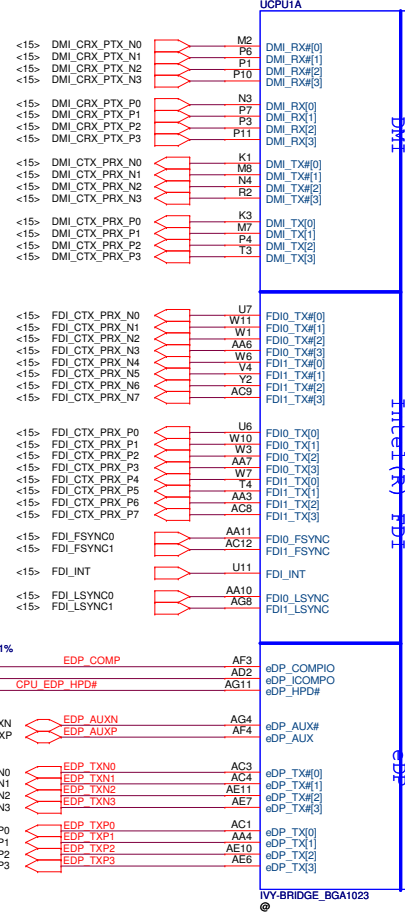 UCPU1A
<15> DMI_CRX_PTX_N0 M2 DMI_RX#[0]
<15> DMI_CRX_PTX_N1 P6 DMI_RX#[1]
<15> DMI_CRX_PTX_N2 P1 DMI_RX#[2]
<15> DMI_CRX_PTX_N3 P10 DMI_RX#[3]
<15> DMI_CRX_PTX_P0 N3 DMI_RX[0]
<15> DMI_CRX_PTX_P1 P7 DMI_RX[1]
<15> DMI_CRX_PTX_P2 P3 DMI_RX[2]
<15> DMI_CRX_PTX_P3 P11 DMI_RX[3]
DMI
<15> DMI_CTX_PRX_N0 K1 DMI_TX#[0]
<15> DMI_CTX_PRX_N1 M8 DMI_TX#[1]
<15> DMI_CTX_PRX_N2 N4 DMI_TX#[2]
<15> DMI_CTX_PRX_N3 R2 DMI_TX#[3]
<15> DMI_CTX_PRX_P0 K3 DMI_TX[0]
<15> DMI_CTX_PRX_P1 M7 DMI_TX[1]
<15> DMI_CTX_PRX_P2 P4 DMI_TX[2]
<15> DMI_CTX_PRX_P3 T3 DMI_TX[3]
<15> FDI_CTX_PRX_N0 U7 FDI0_TX#[0]
<15> FDI_CTX_PRX_N1 W11 FDI0_TX#[1]
<15> FDI_CTX_PRX_N2 W1 FDI0_TX#[2]
<15> FDI_CTX_PRX_N3 AA6 FDI0_TX#[3]
<15> FDI_CTX_PRX_N4 W6 FDI1_TX#[0]
<15> FDI_CTX_PRX_N5 V4 FDI1_TX#[1]
<15> FDI_CTX_PRX_N6 Y2 FDI1_TX#[2]
<15> FDI_CTX_PRX_N7 AC9 FDI1_TX#[3]
Intel(R) FDI
<15> FDI_CTX_PRX_P0 U6 FDI0_TX[0]
<15> FDI_CTX_PRX_P1 W10 FDI0_TX[1]
<15> FDI_CTX_PRX_P2 W3 FDI0_TX[2]
<15> FDI_CTX_PRX_P3 AA7 FDI0_TX[3]
<15> FDI_CTX_PRX_P4 W7 FDI1_TX[0]
<15> FDI_CTX_PRX_P5 T4 FDI1_TX[1]
<15> FDI_CTX_PRX_P6 AA3 FDI1_TX[2]
<15> FDI_CTX_PRX_P7 AC8 FDI1_TX[3]
<15> FDI_FSYNC0 AA11 FDI0_FSYNC
<15> FDI_FSYNC1 AC12 FDI1_FSYNC
<15> FDI_INT U11 FDI_INT
<15> FDI_LSYNC0 AA10 FDI0_LSYNC
<15> FDI_LSYNC1 AG8 FDI1_LSYNC
1%
EDP_COMP AF3 eDP_COMPIO
AD2 eDP_ICOMPO
CPU_EDP_HPD# AG11 eDP_HPD#
XN EDP_AUXN AG4 eDP_AUX#
XP EDP_AUXP AF4 eDP_AUX
eDP
N0 EDP_TXN0 AC3 eDP_TX#[0]
N1 EDP_TXN1 AC4 eDP_TX#[1]
N2 EDP_TXN2 AE11 eDP_TX#[2]
N3 EDP_TXN3 AE7 eDP_TX#[3]
P0 EDP_TXP0 AC1 eDP_TX[0]
P1 EDP_TXP1 AA4 eDP_TX[1]
P2 EDP_TXP2 AE10 eDP_TX[2]
P3 EDP_TXP3 AE6 eDP_TX[3]
IVY-BRIDGE_BGA1023
@